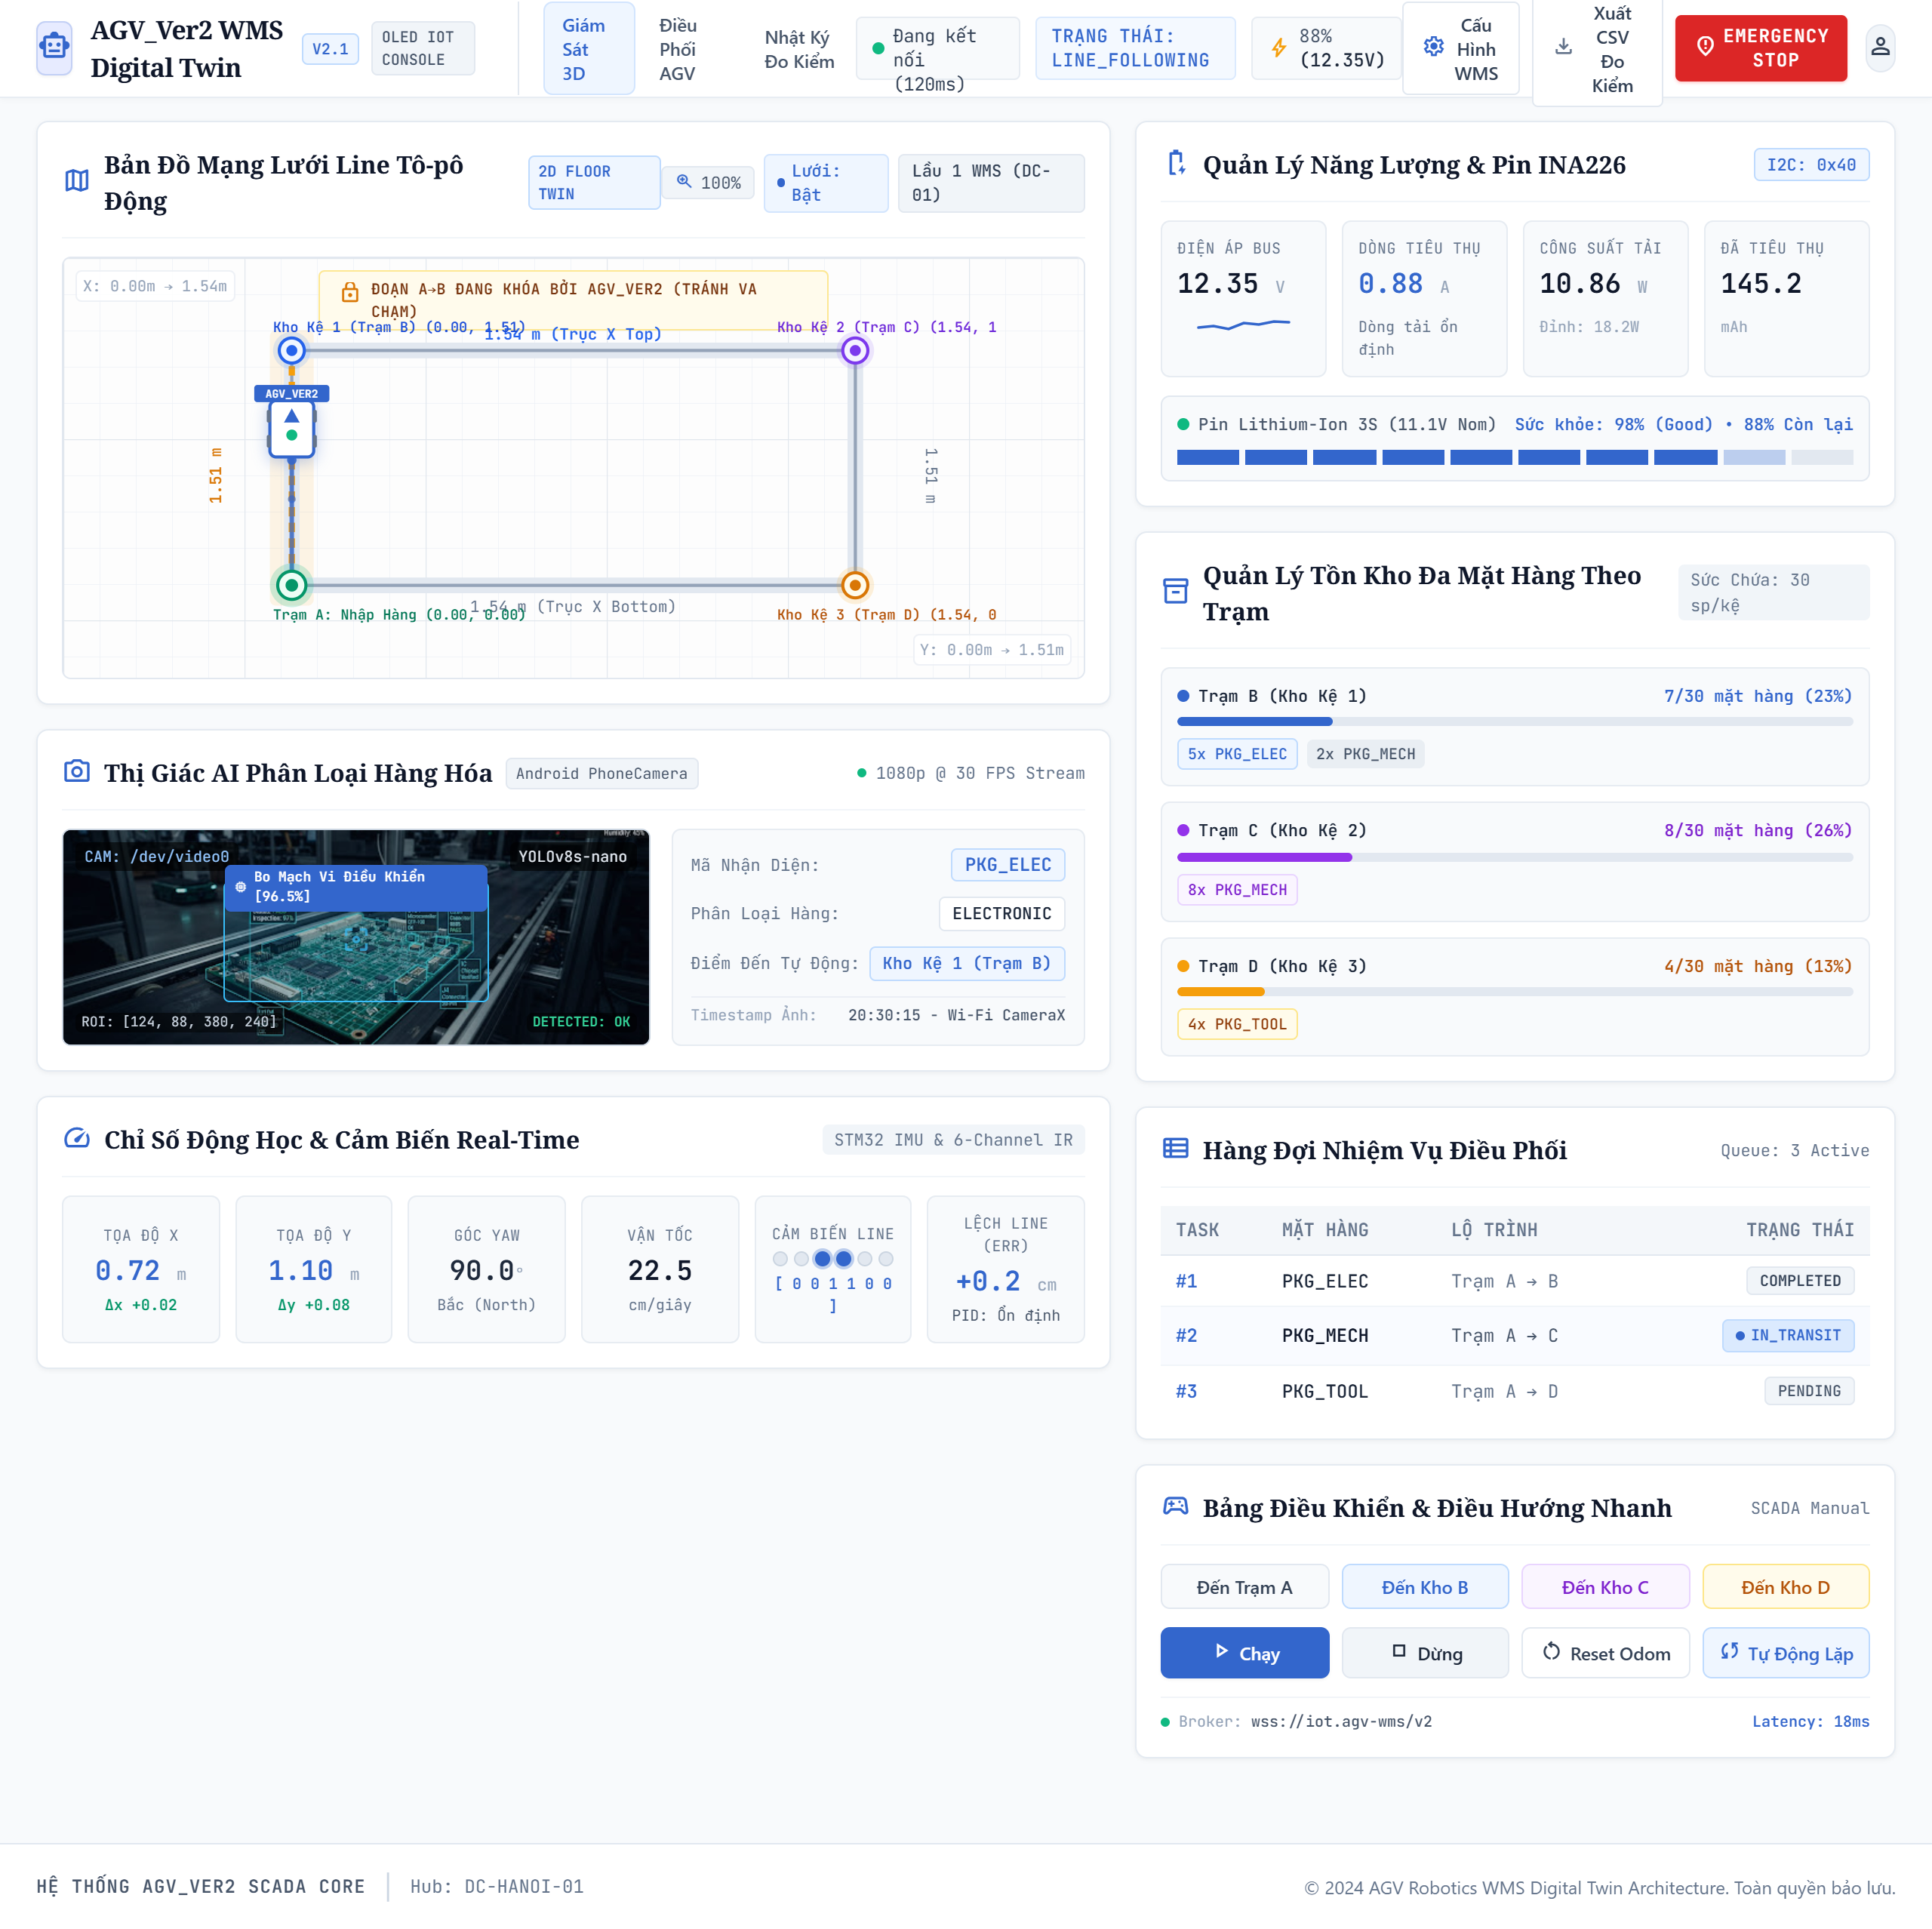 AGV_Ver2 WMS
Digital Twin
V2.1
OLED IOT
CONSOLE
Giám
Sát
3D
Điều
Phối
AGV
Nhật Ký
Đo Kiểm
Đang kết
nối
(120ms)
TRẠNG THÁI:
LINE_FOLLOWING
88%
(12.35V)
Cấu
Hình
WMS
Xuất
CSV
Đo
Kiểm
EMERGENCY
STOP
Bản Đồ Mạng Lưới Line Tô-pô
Động
2D FLOOR
TWIN
100%
Lưới:
Bật
Lầu 1 WMS (DC-
01)
X: 0.00m → 1.54m
ĐOẠN A→B ĐANG KHÓA BỞI AGV_VER2 (TRÁNH VA
CHẠM)
Kho Kệ 1 (Trạm B) (0.00, 1.51)
1.54 m (Trục X Top)
Kho Kệ 2 (Trạm C) (1.54, 1
AGV_VER2
1.51 m
1.51 m
Trạm A: Nhập Hàng (0.00, 0.00)
1.54 m (Trục X Bottom)
Kho Kệ 3 (Trạm D) (1.54, 0
Y: 0.00m → 1.51m
Thị Giác AI Phân Loại Hàng Hóa
Android PhoneCamera
1080p @ 30 FPS Stream
Humidity 45%
CAM: /dev/video0
YOLOv8s-nano
Bo Mạch Vi Điều Khiển
[96.5%]
ROI: [124, 88, 380, 240]
DETECTED: OK
Mã Nhận Diện:
PKG_ELEC
Phân Loại Hàng:
ELECTRONIC
Điểm Đến Tự Động:
Kho Kệ 1 (Trạm B)
Timestamp Ảnh:
20:30:15 - Wi-Fi CameraX
Chỉ Số Động Học & Cảm Biến Real-Time
STM32 IMU & 6-Channel IR
TỌA ĐỘ X
0.72 m
Δx +0.02
TỌA ĐỘ Y
1.10 m
Δy +0.08
GÓC YAW
90.0°
Bắc (North)
VẬN TỐC
22.5
cm/giây
CẢM BIẾN LINE
[ 0 0 1 1 0 0
]
LỆCH LINE
(ERR)
+0.2 cm
PID: Ổn định
Quản Lý Năng Lượng & Pin INA226
I2C: 0x40
ĐIỆN ÁP BUS
12.35 V
DÒNG TIÊU THỤ
0.88 A
Dòng tải ổn
định
CÔNG SUẤT TẢI
10.86 W
Đỉnh: 18.2W
ĐÃ TIÊU THỤ
145.2
mAh
Pin Lithium-Ion 3S (11.1V Nom)
Sức khỏe: 98% (Good) • 88% Còn lại
Quản Lý Tồn Kho Đa Mặt Hàng Theo
Trạm
Sức Chứa: 30
sp/kệ
Trạm B (Kho Kệ 1)
7/30 mặt hàng (23%)
5x PKG_ELEC
2x PKG_MECH
Trạm C (Kho Kệ 2)
8/30 mặt hàng (26%)
8x PKG_MECH
Trạm D (Kho Kệ 3)
4/30 mặt hàng (13%)
4x PKG_TOOL
Hàng Đợi Nhiệm Vụ Điều Phối
Queue: 3 Active
TASK MẶT HÀNG LỘ TRÌNH TRẠNG THÁI
#1 PKG_ELEC Trạm A → B COMPLETED
#2 PKG_MECH Trạm A → C IN_TRANSIT
#3 PKG_TOOL Trạm A → D PENDING
Bảng Điều Khiển & Điều Hướng Nhanh
SCADA Manual
Đến Trạm A
Đến Kho B
Đến Kho C
Đến Kho D
Chạy
Dừng
Reset Odom
Tự Động Lặp
Broker: wss://iot.agv-wms/v2
Latency: 18ms
HỆ THỐNG AGV_VER2 SCADA CORE
Hub: DC-HANOI-01
© 2024 AGV Robotics WMS Digital Twin Architecture. Toàn quyền bảo lưu.